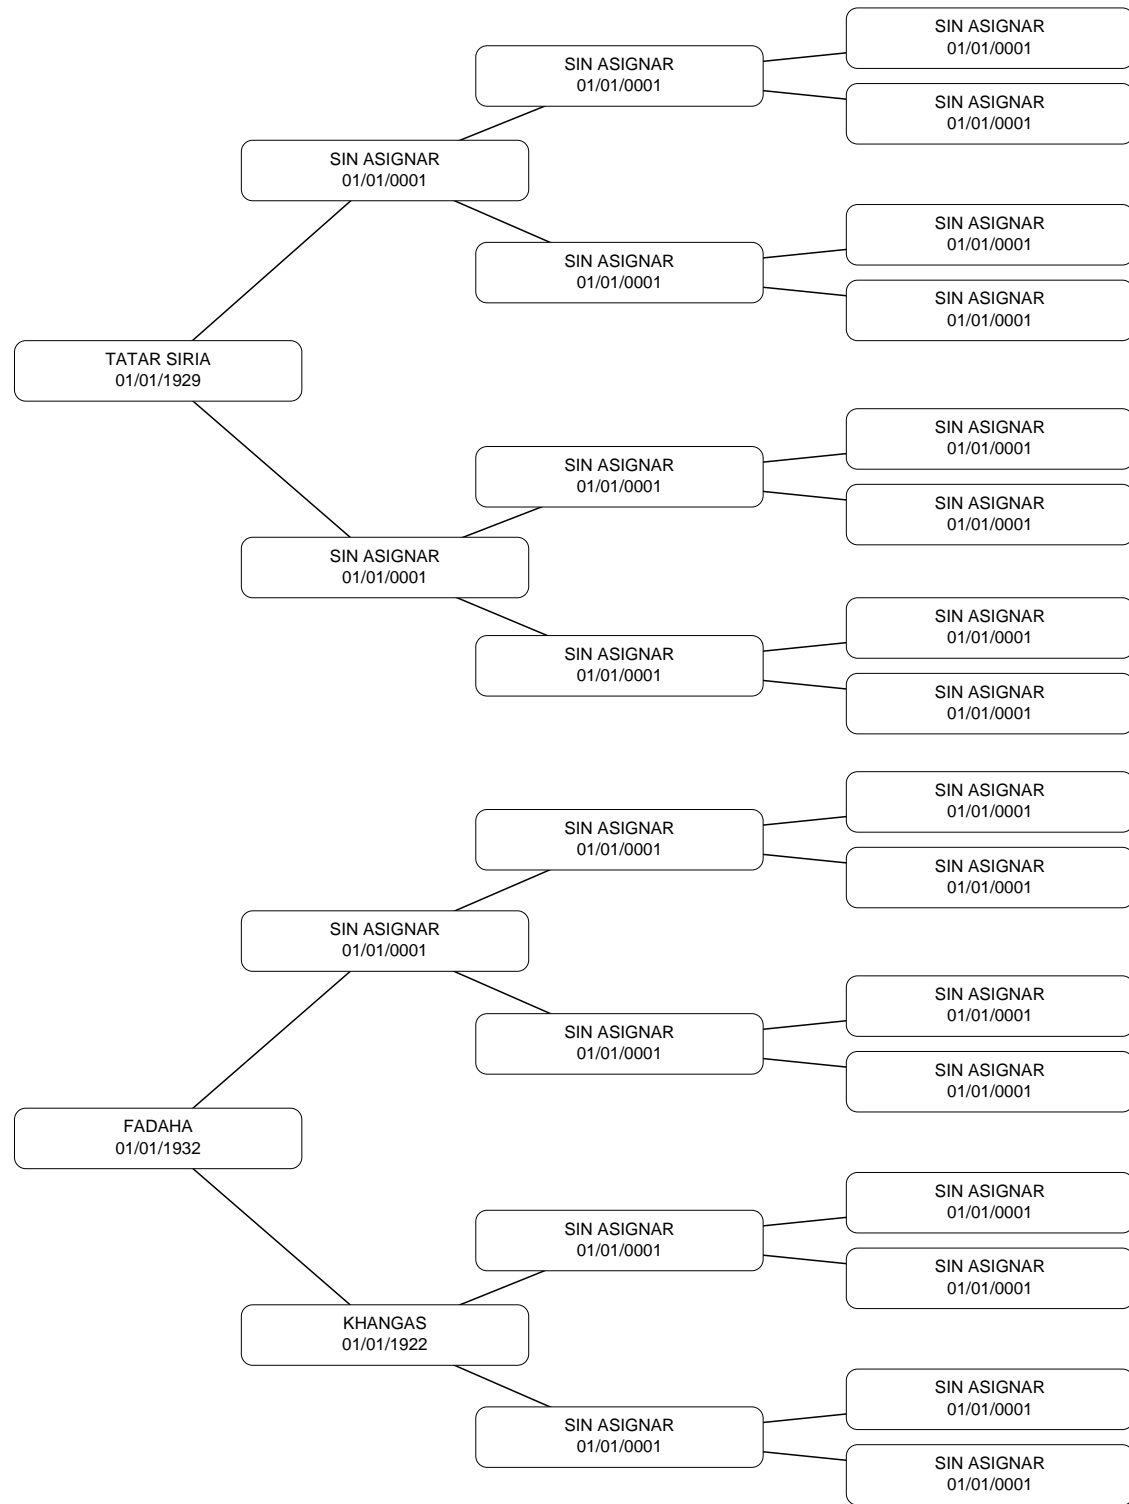 SIN ASIGNAR
01/01/0001
SIN ASIGNAR
01/01/0001
SIN ASIGNAR
01/01/0001
SIN ASIGNAR
01/01/0001
SIN ASIGNAR
01/01/0001
SIN ASIGNAR
01/01/0001
SIN ASIGNAR
01/01/0001
TATAR SIRIA
01/01/1929
SIN ASIGNAR
01/01/0001
SIN ASIGNAR
01/01/0001
SIN ASIGNAR
01/01/0001
SIN ASIGNAR
01/01/0001
SIN ASIGNAR
01/01/0001
SIN ASIGNAR
01/01/0001
SIN ASIGNAR
01/01/0001
SIN ASIGNAR
01/01/0001
SIN ASIGNAR
01/01/0001
SIN ASIGNAR
01/01/0001
SIN ASIGNAR
01/01/0001
SIN ASIGNAR
01/01/0001
SIN ASIGNAR
01/01/0001
SIN ASIGNAR
01/01/0001
SIN ASIGNAR
01/01/0001
FADAHA
01/01/1932
SIN ASIGNAR
01/01/0001
SIN ASIGNAR
01/01/0001
SIN ASIGNAR
01/01/0001
KHANGAS
01/01/1922
SIN ASIGNAR
01/01/0001
SIN ASIGNAR
01/01/0001
SIN ASIGNAR
01/01/0001